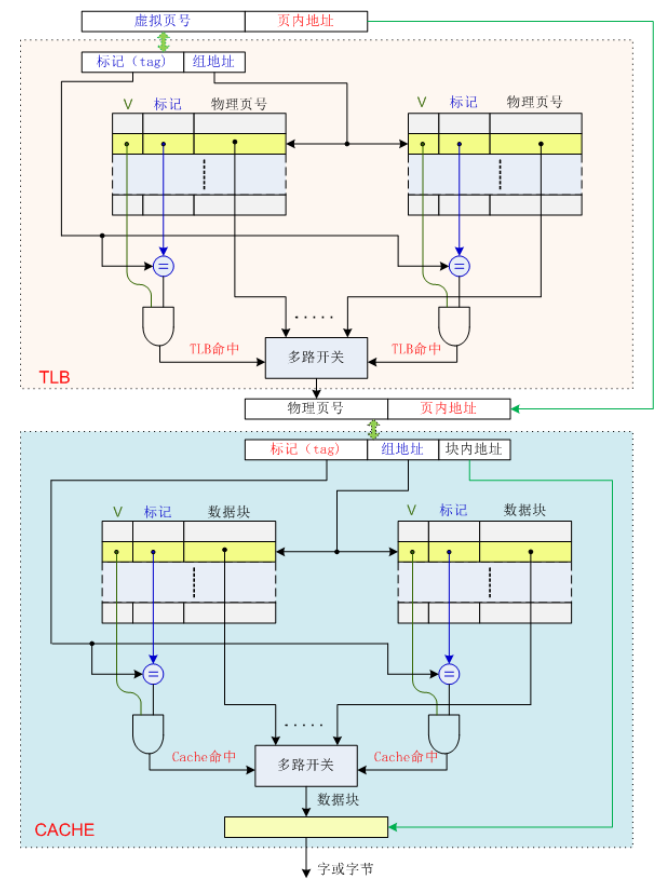 虚拟页号 页内地址
标记（tag） 组地址
V 标记 物理页号 V 标记 物理页号
= =
.....
TLB命中 多路开关 TLB命中
TLB
物理页号 页内地址
标记（tag） 组地址 块内地址
V 标记 数据块 V 标记 数据块
= =
.....
Cache命中 多路开关 Cache命中
数据块
CACHE
字或字节